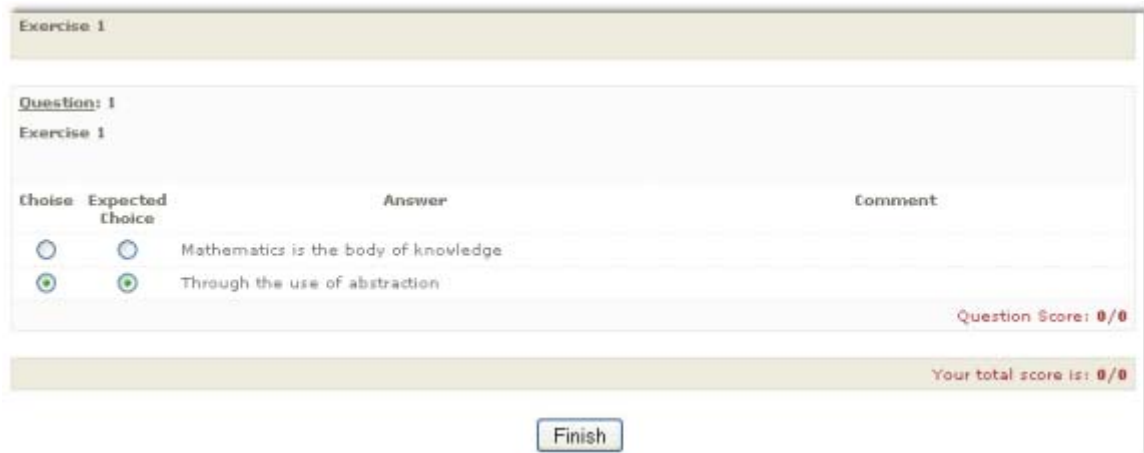 Exercise 1
Question: 1
Exercise 1
Choise Expected Choice Answer Comment
Mathematics is the body of knowledge
Through the use of abstraction
Question Score: 0/0
Your total score is: 0/0
Finish